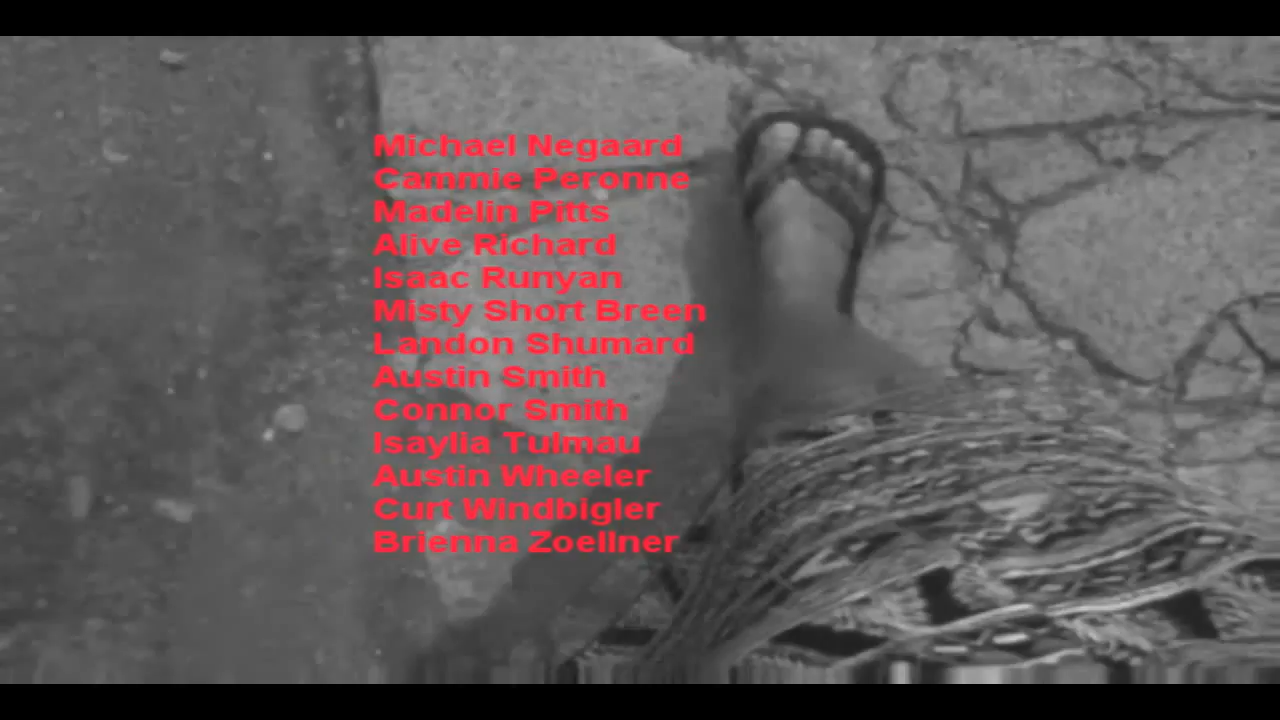 Michael Negaard
Cammie Peronne
Madelin Pitts
Alive Richard
Isaac Runyan
Misty Short Breen
Landon Shumard
Austin Smith
Connor Smith
Isaylia Tulmau
Austin Wheeler
Curt Windbigler
Brienna Zoellner